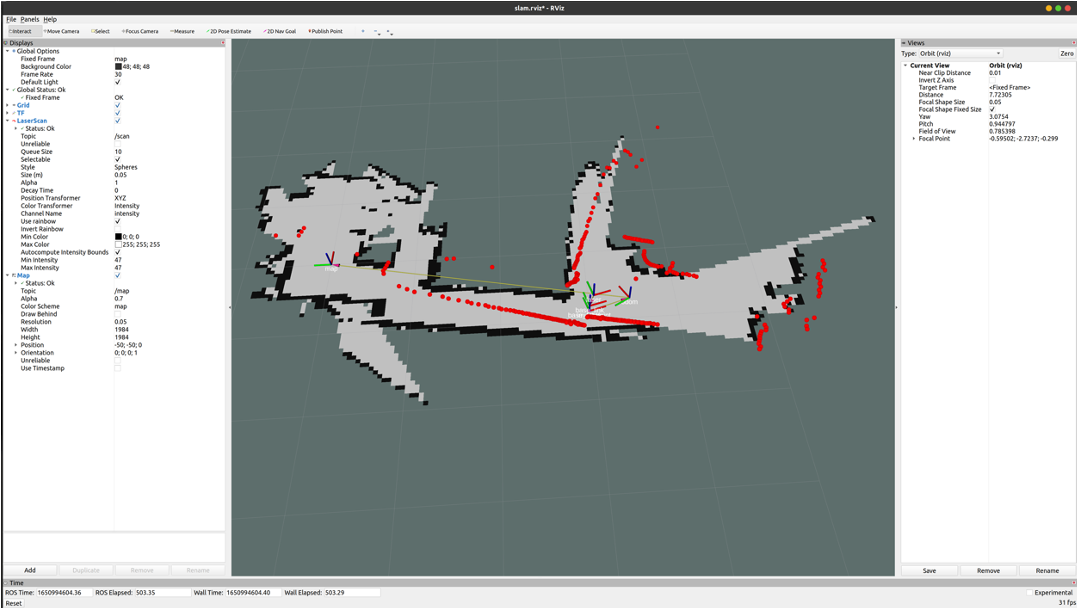 slam.rviz* - RViz
File Panels Help
Interact Move Camera Select Focus Camera Measure 2D Pose Estimate 2D Nav Goal Publish Point
Displays
Global Options
Fixed Frame map
Background Color 48; 48; 48
Frame Rate 30
Default Light
Global Status: Ok
Fixed Frame OK
Grid
TF
LaserScan
Status: Ok
Topic /scan
Unreliable
Queue Size 10
Selectable
Style Spheres
Size (m) 0.05
Alpha 1
Decay Time 0
Position Transformer XYZ
Color Transformer Intensity
Channel Name intensity
Use rainbow
Invert Rainbow
Min Color 0; 0; 0
Max Color 255; 255; 255
Autocompute Intensity Bounds
Min Intensity 47
Max Intensity 47
Map
Status: Ok
Topic /map
Alpha 0.7
Color Scheme map
Draw Behind
Resolution 0.05
Width 1984
Height 1984
Position -50; -50; 0
Orientation 0; 0; 0; 1
Unreliable
Use Timestamp
Add Duplicate Remove Rename
map
Views
Type: Orbit (rviz) Zero
Current View Orbit (rviz)
Near Clip Distance 0.01
Invert Z Axis
Target Frame <Fixed Frame>
Distance 7.72305
Focal Shape Size 0.05
Focal Shape Fixed Size
Yaw 3.0754
Pitch 0.944797
Field of View 0.785398
Focal Point -0.59502; -2.7237; -0.299
Save Remove Rename
Time
ROS Time: 1650994604.36 ROS Elapsed: 503.35 Wall Time: 1650994604.40 Wall Elapsed: 503.29 Experimental
Reset 31 fps